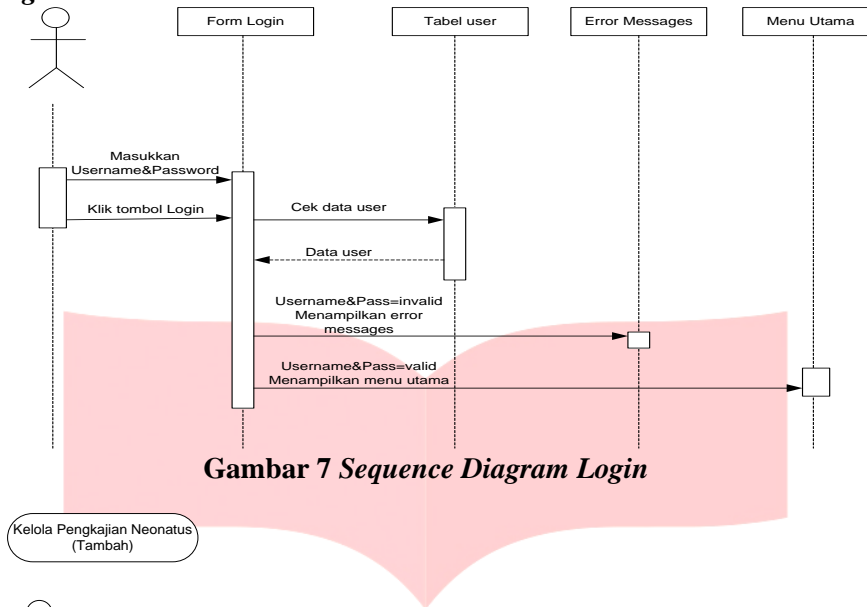 Form Login
Tabel user
Error Messages
Menu Utama
Masukkan
Username&Password
Klik tombol Login
Cek data user
Data user
Username&Pass=invalid
Menampilkan error
messages
Username&Pass=valid
Menampilkan menu utama
Gambar 7 Sequence Diagram Login
Kelola Pengkajian Neonatus
(Tambah)